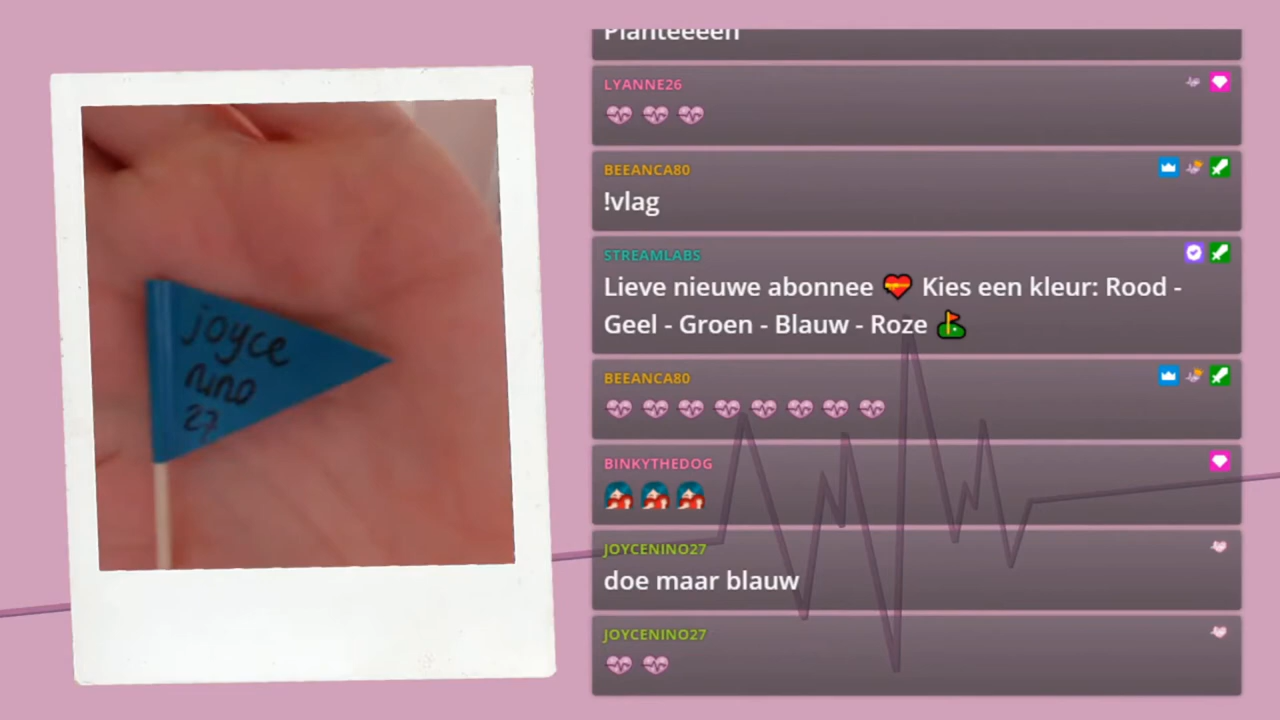 joyce
nino
27
Planteeeen
LYANNE26
BEEANCA80
!vlag
STREAMLABS
Lieve nieuwe abonnee Kies een kleur: Rood -
Geel - Groen - Blauw - Roze
BEEANCA80
BINKYTHEDOG
JOYCENINO27
doe maar blauw
JOYCENINO27